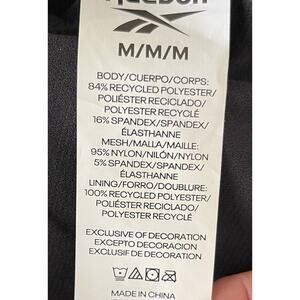 Reebok
M/M/M
BODY/CUERPO/CORPS:
84% RECYCLED POLYESTER/
POLIÉSTER RECICLADO/
POLYESTER RECYCLÉ
16% SPANDEX/SPANDEX/
ÉLASTHANNE
MESH/MALLA/MAILLE:
95% NYLON/NILÓN/NYLON
5% SPANDEX/SPANDEX/
ÉLASTHANNE
LINING/FORRO/DOUBLURE:
100% RECYCLED POLYESTER/
POLIÉSTER RECICLADO/
POLYESTER RECYCLÉ
EXCLUSIVE OF DECORATION
EXCEPTO DECORACION
EXCLUSIF DE DECORATION
MADE IN CHINA